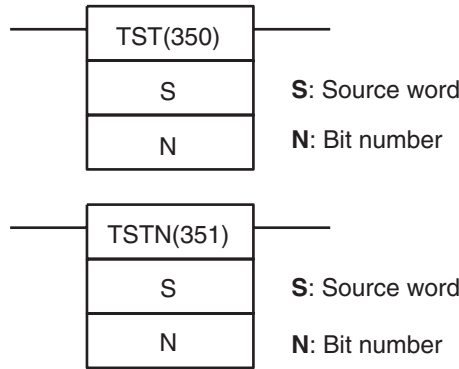 TST(350)
S S: Source word
N N: Bit number
TSTN(351)
S S: Source word
N N: Bit number